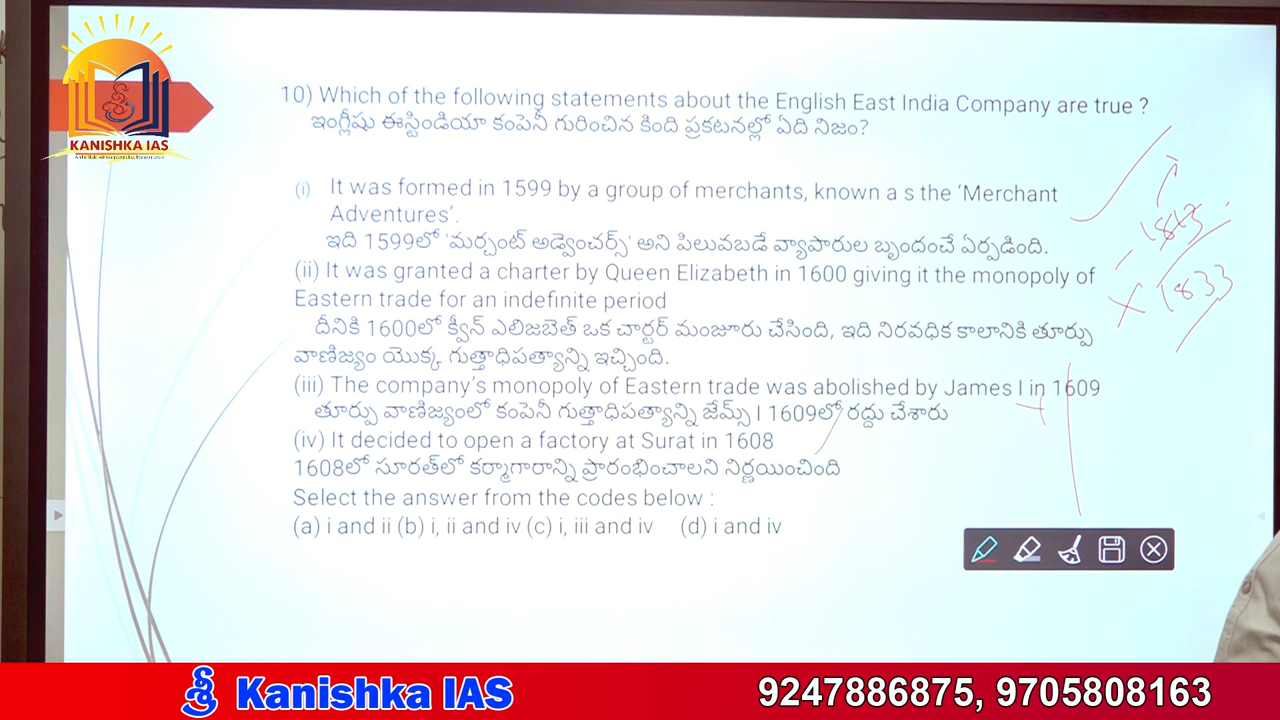 శ్రీ
KANISHKA IAS
10) Which of the following statements about the English East India Company are true ?
ఇంగ్లీషు ఈస్టిండియా కంపెనీ గురించిన కింది ప్రకటనల్లో ఏది నిజం?
(i) It was formed in 1599 by a group of merchants, known a s the ‘Merchant
Adventures’.
ఇది 1599లో 'మర్చంట్ అడ్వెంచర్స్' అని పిలువబడే వ్యాపారుల బృందంచే ఏర్పడింది.
1813
(ii) It was granted a charter by Queen Elizabeth in 1600 giving it the monopoly of
Eastern trade for an indefinite period
1833
దీనికి 1600లో క్వీన్ ఎలిజబెత్ ఒక చార్టర్ మంజూరు చేసింది, ఇది నిరవధిక కాలానికి తూర్పు
వాణిజ్యం యొక్క గుత్తాధిపత్యాన్ని ఇచ్చింది.
(iii) The company’s monopoly of Eastern trade was abolished by James I in 1609
తూర్పు వాణిజ్యంలో కంపెనీ గుత్తాధిపత్యాన్ని జేమ్స్ I 1609లో రద్దు చేశారు
(iv) It decided to open a factory at Surat in 1608
1608లో సూరత్‌లో కర్మాగారాన్ని ప్రారంభించాలని నిర్ణయించింది
Select the answer from the codes below :
(a) i and ii (b) i, ii and iv (c) i, iii and iv (d) i and iv
శ్రీ Kanishka IAS
9247886875, 9705808163